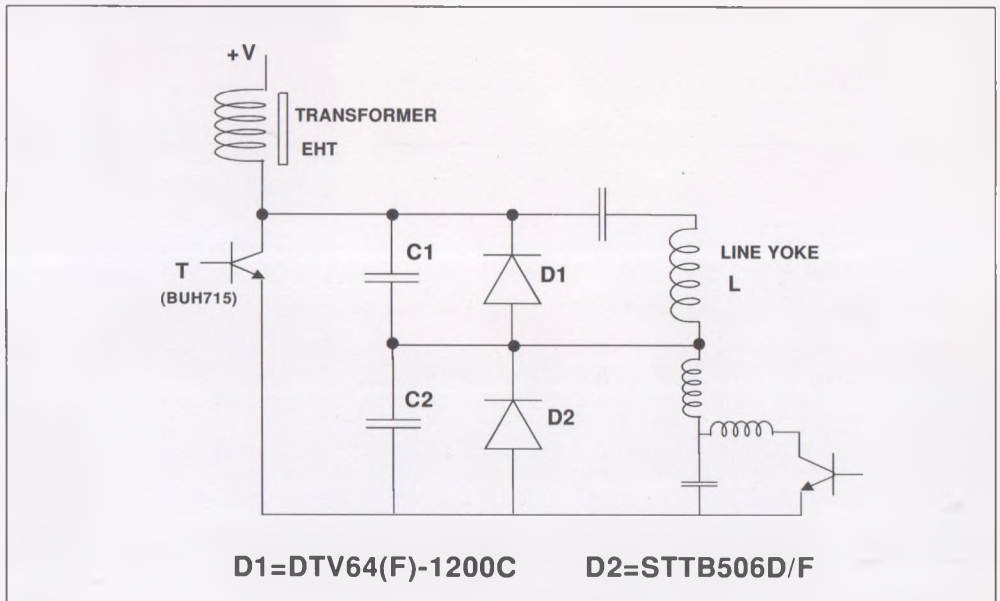 +V
TRANSFORMER
EHT
C1
D1
LINE YOKE
L
T
(BUH715)
C2
D2
D1=DTV64(F)-1200C D2=STTB506D/F